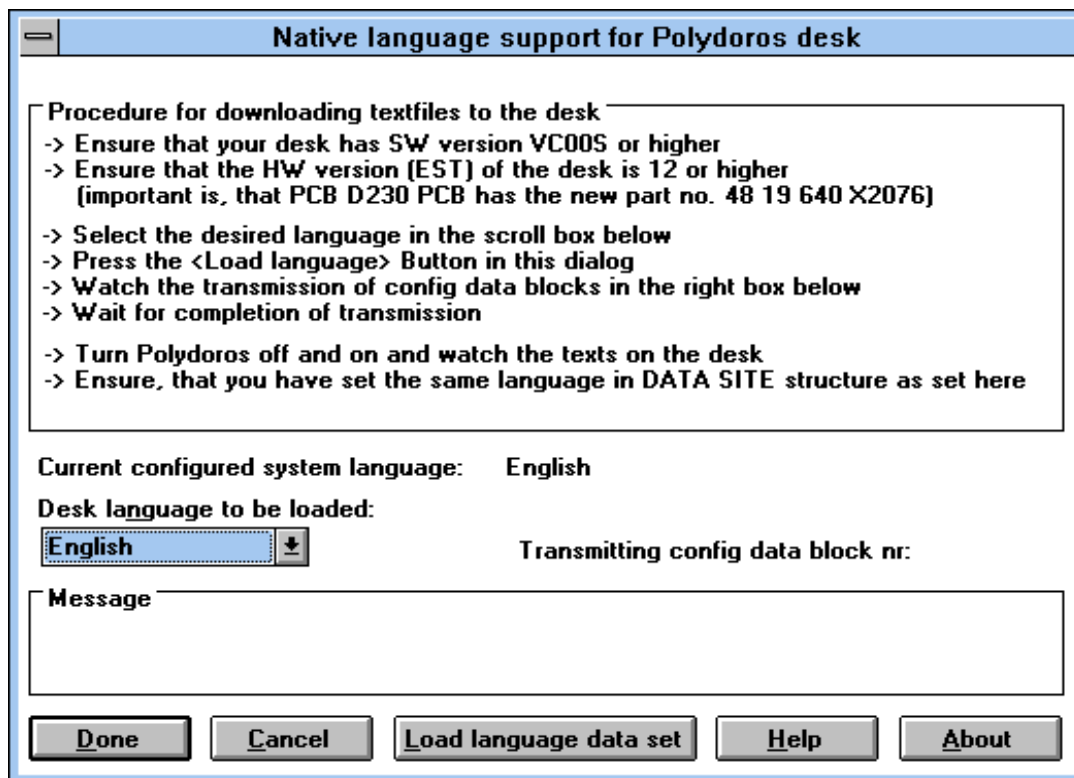 Native language support for Polydoros desk
Procedure for downloading textfiles to the desk
-> Ensure that your desk has SW version VC00S or higher
-> Ensure that the HW version (EST) of the desk is 12 or higher
(important is, that PCB D230 PCB has the new part no. 48 19 640 X2076)
-> Select the desired language in the scroll box below
-> Press the <Load language> Button in this dialog
-> Watch the transmission of config data blocks in the right box below
-> Wait for completion of transmission
-> Turn Polydoros off and on and watch the texts on the desk
-> Ensure, that you have set the same language in DATA SITE structure as set here
Current configured system language: English
Desk language to be loaded:
English
Transmitting config data block nr:
Message
Done Cancel Load language data set Help About